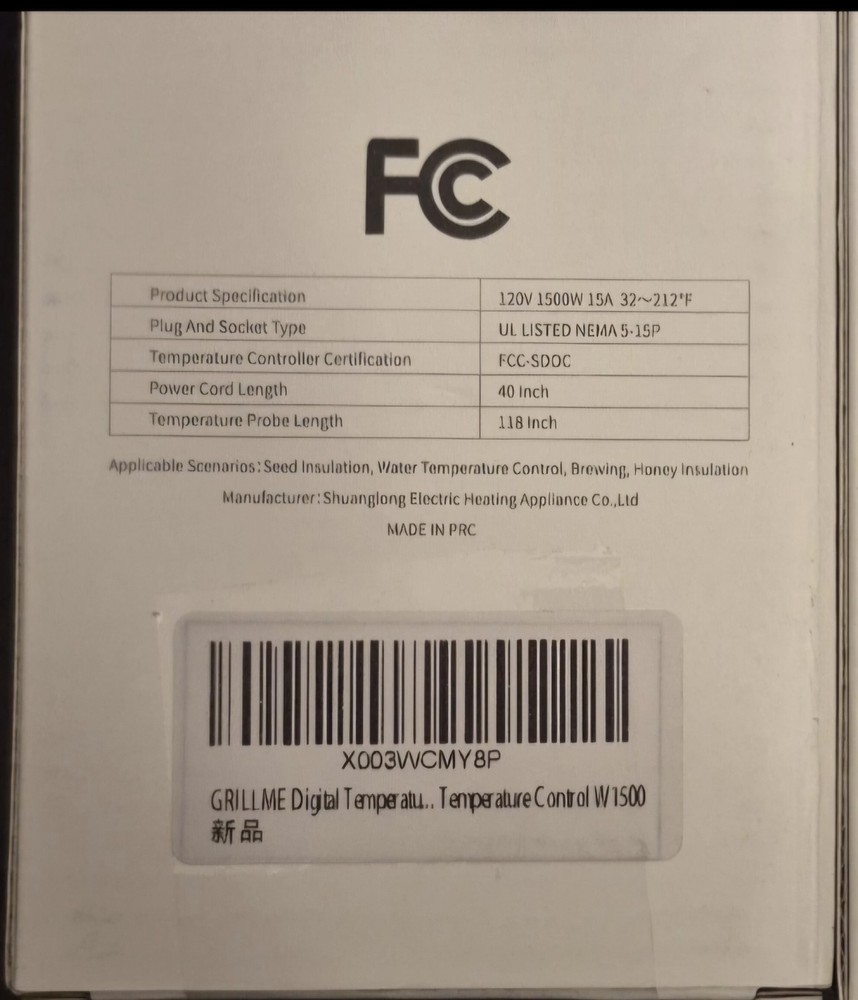 FCC
Product Specification 120V 1500W 15A 32～212°F
Plug And Socket Type UL LISTED NEMA 5-15P
Temperature Controller Certification FCC-SDOC
Power Cord Length 40 Inch
Temperature Probe Length 118 Inch
Applicable Scenarios: Seed Insulation, Water Temperature Control, Brewing, Honey Insulation
Manufacturer: Shuanglong Electric Heating Appliance Co.,Ltd
MADE IN PRC
X003WCMY8P
GRILLME Digital Temperatu... Temperature Control W1500
新品